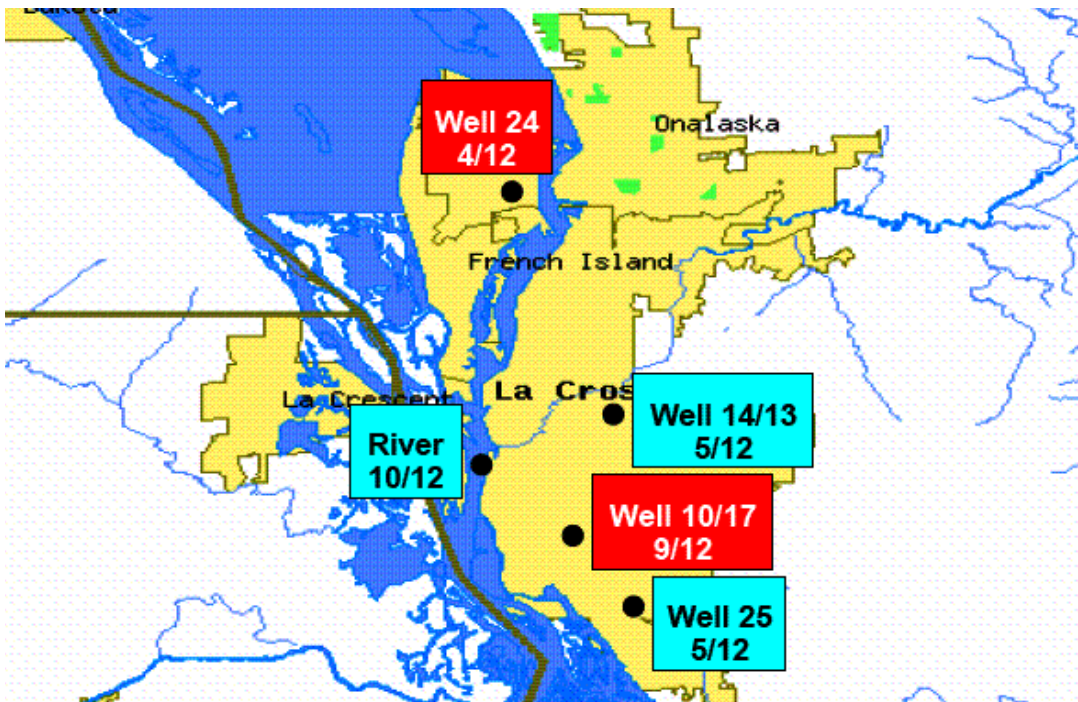 Dakota
Well 24
4/12
Onalaska
French Island
La Cros
La Crescent
Well 14/13
5/12
River
10/12
Well 10/17
9/12
Well 25
5/12